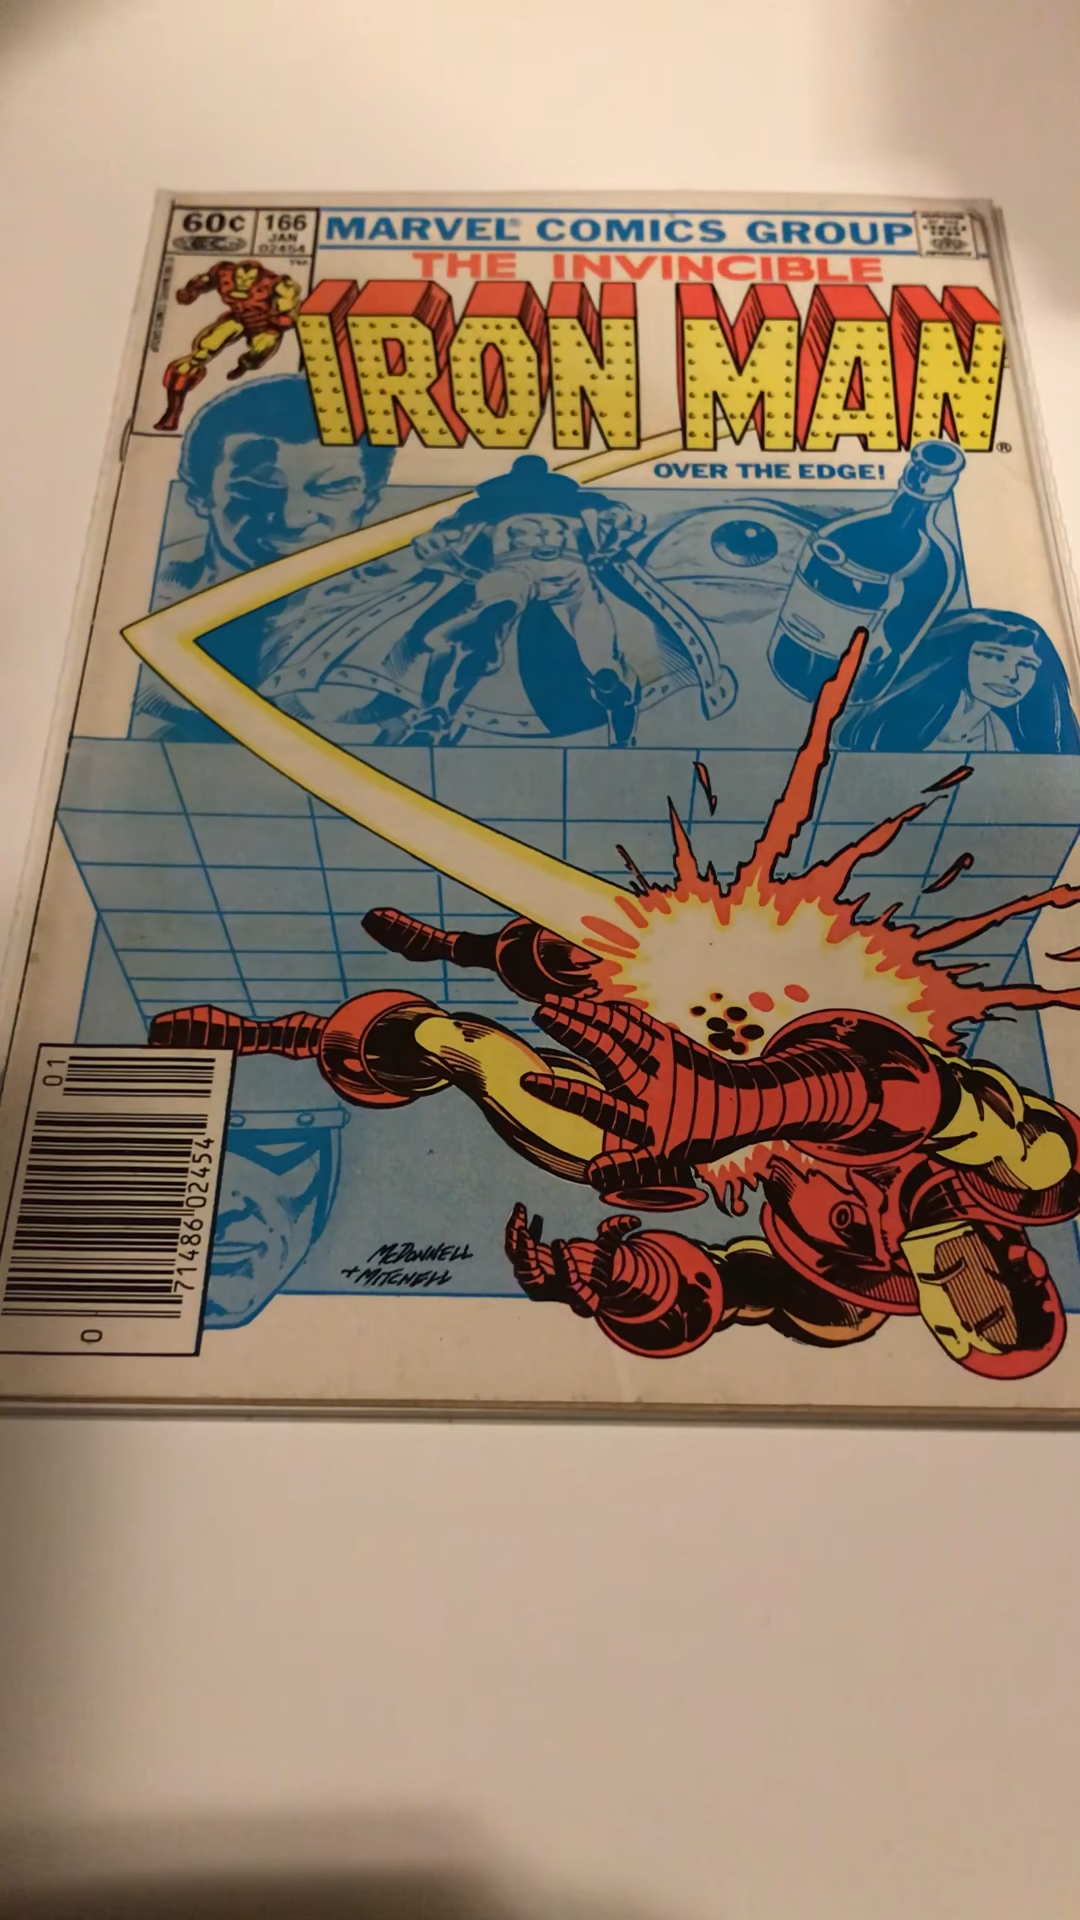 60¢ 166
JAN
02454
MARVEL® COMICS GROUP
TM
THE INVINCIBLE
IRON MAN®
OVER THE EDGE!
01
71486 02454
0
McDONNELL
+ MITCHELL